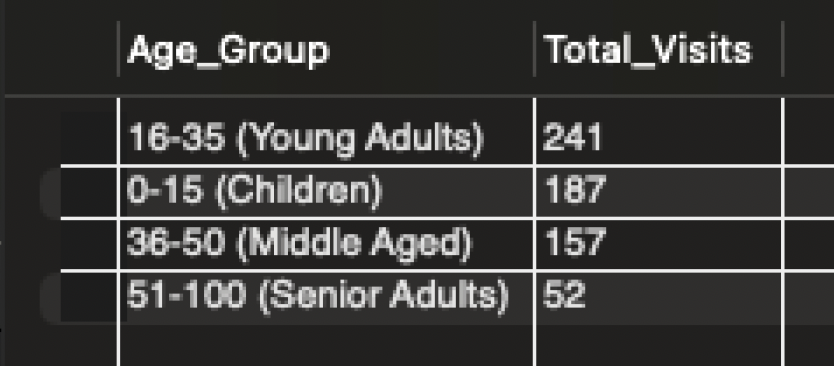 Age_Group Total_Visits
16-35 (Young Adults) 241
0-15 (Children) 187
36-50 (Middle Aged) 157
51-100 (Senior Adults) 52